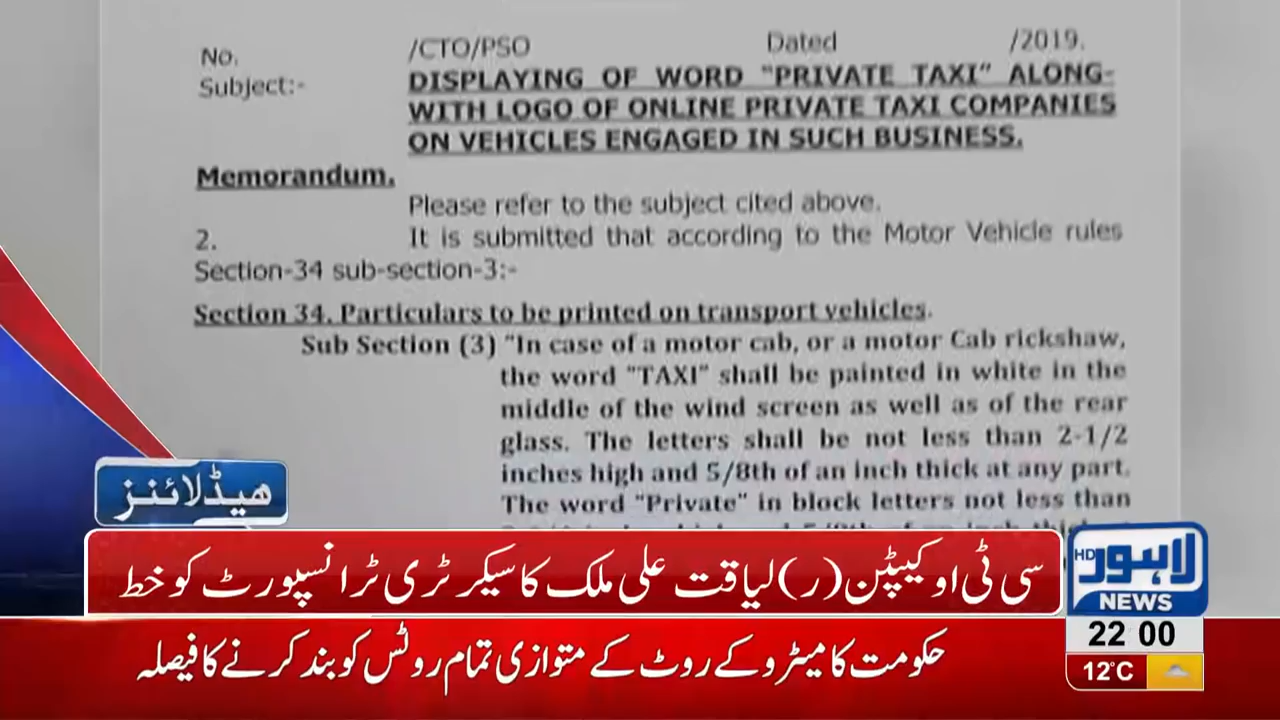 No. /CTO/PSO Dated /2019.
Subject:- DISPLAYING OF WORD "PRIVATE TAXI" ALONG-
WITH LOGO OF ONLINE PRIVATE TAXI COMPANIES
ON VEHICLES ENGAGED IN SUCH BUSINESS.
Memorandum.
Please refer to the subject cited above.
2. It is submitted that according to the Motor Vehicle rules
Section-34 sub-section-3:-
Section 34. Particulars to be printed on transport vehicles.
Sub Section (3) "In case of a motor cab, or a motor Cab rickshaw,
the word "TAXI" shall be painted in white in the
middle of the wind screen as well as of the rear
glass. The letters shall be not less than 2-1/2
inches high and 5/8th of an inch thick at any part.
The word "Private" in block letters not less than
ہیڈلائنز
سی ٹی او کیپٹن (ر) لیاقت علی ملک کا سیکرٹری ٹرانسپورٹ کو خط
حکومت کا میٹرو کے روٹ کے متوازی تمام روٹس کو بند کرنے کا فیصلہ
لاہور HD
NEWS
22 00
12°C